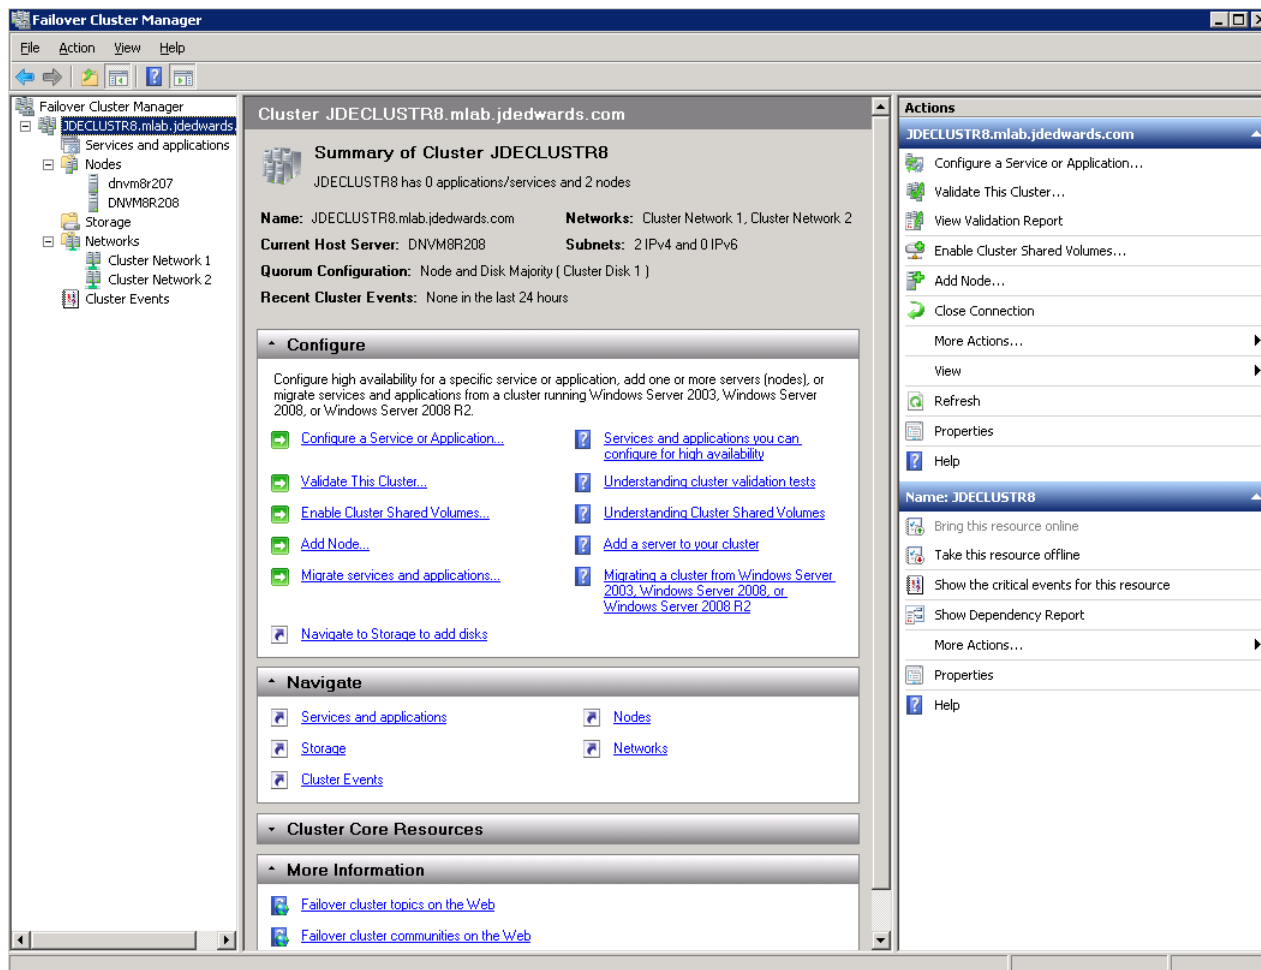 Failover Cluster Manager
File Action View Help
Failover Cluster Manager
JDECLUSTR8.mlab.jdedwards.
Services and applications
Nodes
dnvm8r207
DNVM8R208
Storage
Networks
Cluster Network 1
Cluster Network 2
Cluster Events
Cluster JDECLUSTR8.mlab.jdedwards.com
Summary of Cluster JDECLUSTR8
JDECLUSTR8 has 0 applications/services and 2 nodes
Name: JDECLUSTR8.mlab.jdedwards.com
Networks: Cluster Network 1, Cluster Network 2
Current Host Server: DNVM8R208
Subnets: 2 IPv4 and 0 IPv6
Quorum Configuration: Node and Disk Majority ( Cluster Disk 1 )
Recent Cluster Events: None in the last 24 hours
Configure
Configure high availability for a specific service or application, add one or more servers (nodes), or
migrate services and applications from a cluster running Windows Server 2003, Windows Server
2008, or Windows Server 2008 R2.
Configure a Service or Application...
Services and applications you can
configure for high availability
Validate This Cluster...
Understanding cluster validation tests
Enable Cluster Shared Volumes...
Understanding Cluster Shared Volumes
Add Node...
Add a server to your cluster
Migrate services and applications...
Migrating a cluster from Windows Server
2003, Windows Server 2008, or
Windows Server 2008 R2
Navigate to Storage to add disks
Navigate
Services and applications
Nodes
Storage
Networks
Cluster Events
Cluster Core Resources
More Information
Failover cluster topics on the Web
Failover cluster communities on the Web
Actions
JDECLUSTR8.mlab.jdedwards.com
Configure a Service or Application...
Validate This Cluster...
View Validation Report
Enable Cluster Shared Volumes...
Add Node...
Close Connection
More Actions...
View
Refresh
Properties
Help
Name: JDECLUSTR8
Bring this resource online
Take this resource offline
Show the critical events for this resource
Show Dependency Report
More Actions...
Properties
Help